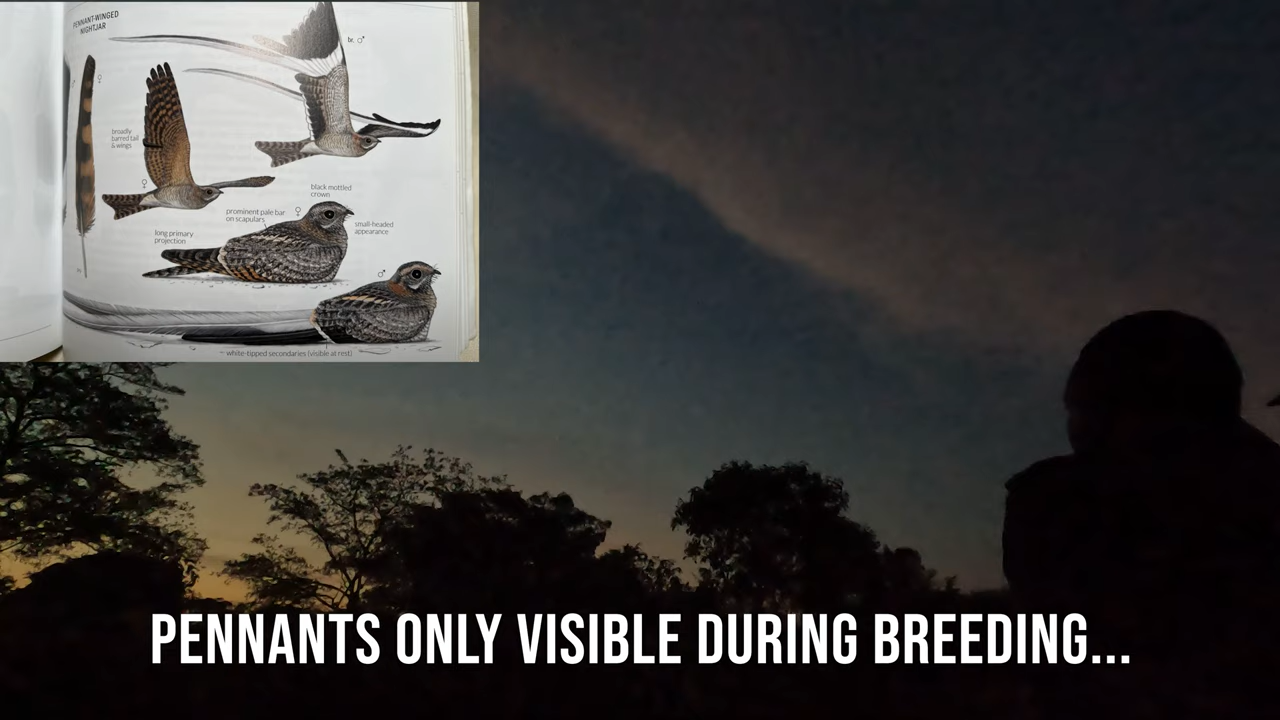 PENNANT-WINGED
NIGHTJAR
br. ♂
♀
broadly
barred tail
& wings
♀
black mottled
crown
prominent pale bar
on scapulars
♀
small-headed
appearance
long primary
projection
♂
white-tipped secondaries (visible at rest)
PENNANTS ONLY VISIBLE DURING BREEDING...